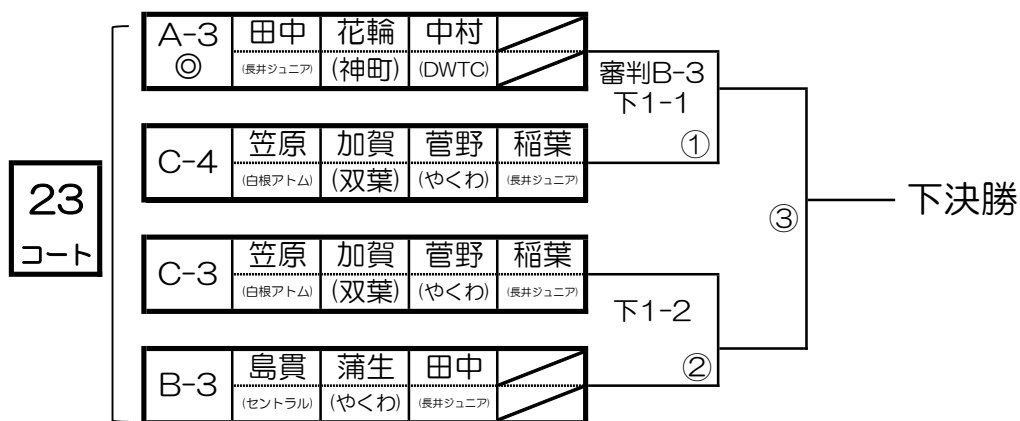 A-3 田中 花輪 中村
◎ (長井ジュニア) (神町) (DWTC)
審判B-3
下1-1
①
C-4 笠原 加賀 菅野 稲葉
(白根アトム) (双葉) (やくわ) (長井ジュニア)
23
コート
③
下決勝
C-3 笠原 加賀 菅野 稲葉
(白根アトム) (双葉) (やくわ) (長井ジュニア)
下1-2
②
B-3 島貫 蒲生 田中
(セントラル) (やくわ) (長井ジュニア)